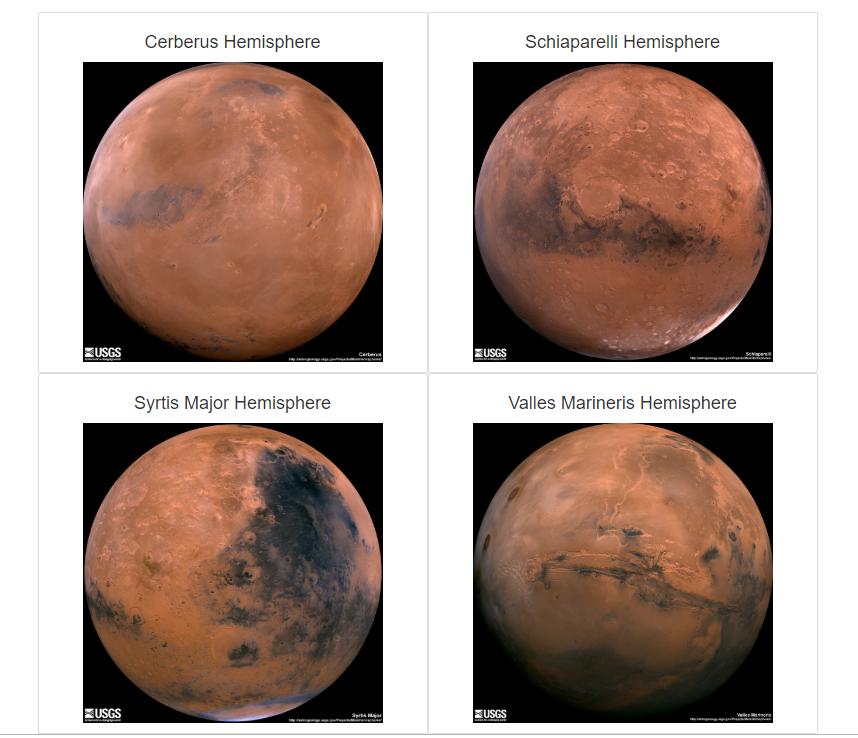 Cerberus Hemisphere
Schiaparelli Hemisphere
USGS
Cerberus
USGS
Schiaparelli
Syrtis Major Hemisphere
Valles Marineris Hemisphere
USGS
Syrtis Major
USGS
Valles Marineris